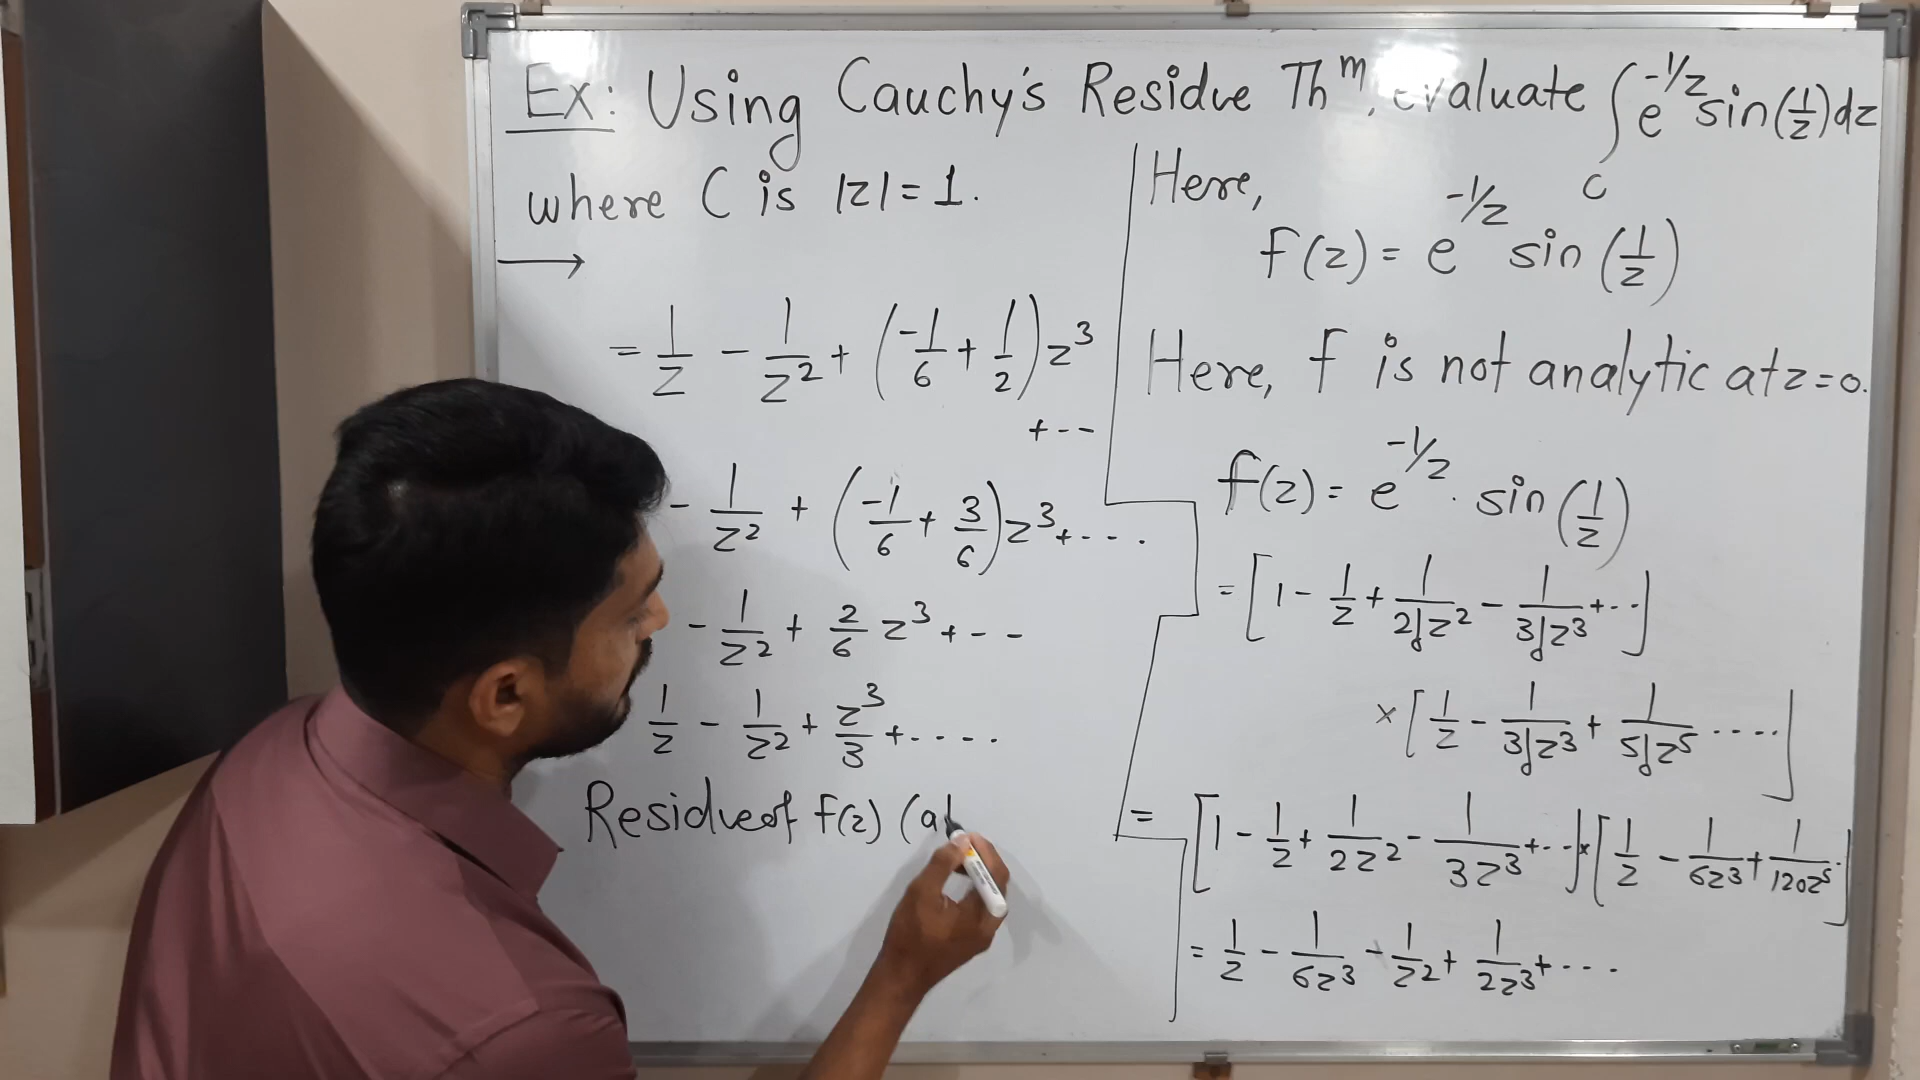 Ex: Using Cauchy's Residue Thᵐ, evaluate ∫ e^(-1/z) sin(1/z) dz
C
where C is |z| = 1.
→
Here,
f(z) = e^(-1/z) sin(1/z)
Here, f is not analytic at z=0.
f(z) = e^(-1/z) . sin(1/z)
= [1 - 1/z + 1/(2!z²) - 1/(3!z³) + ..]
× [1/z - 1/(3!z³) + 1/(5!z⁵) ....]
= [1 - 1/z + 1/(2z²) - 1/(3z³) + ...] × [1/z - 1/(6z³) + 1/(120z⁵) .]
= 1/z - 1/(6z³) - 1/z² + 1/(2z³) + ...
= 1/z - 1/z² + (-1/6 + 1/2) z³
+ --
- 1/z² + (-1/6 + 3/6) z³ + ....
- 1/z² + 2/6 z³ + --
1/z - 1/z² + z³/3 + .....
Residue of f(z) (a